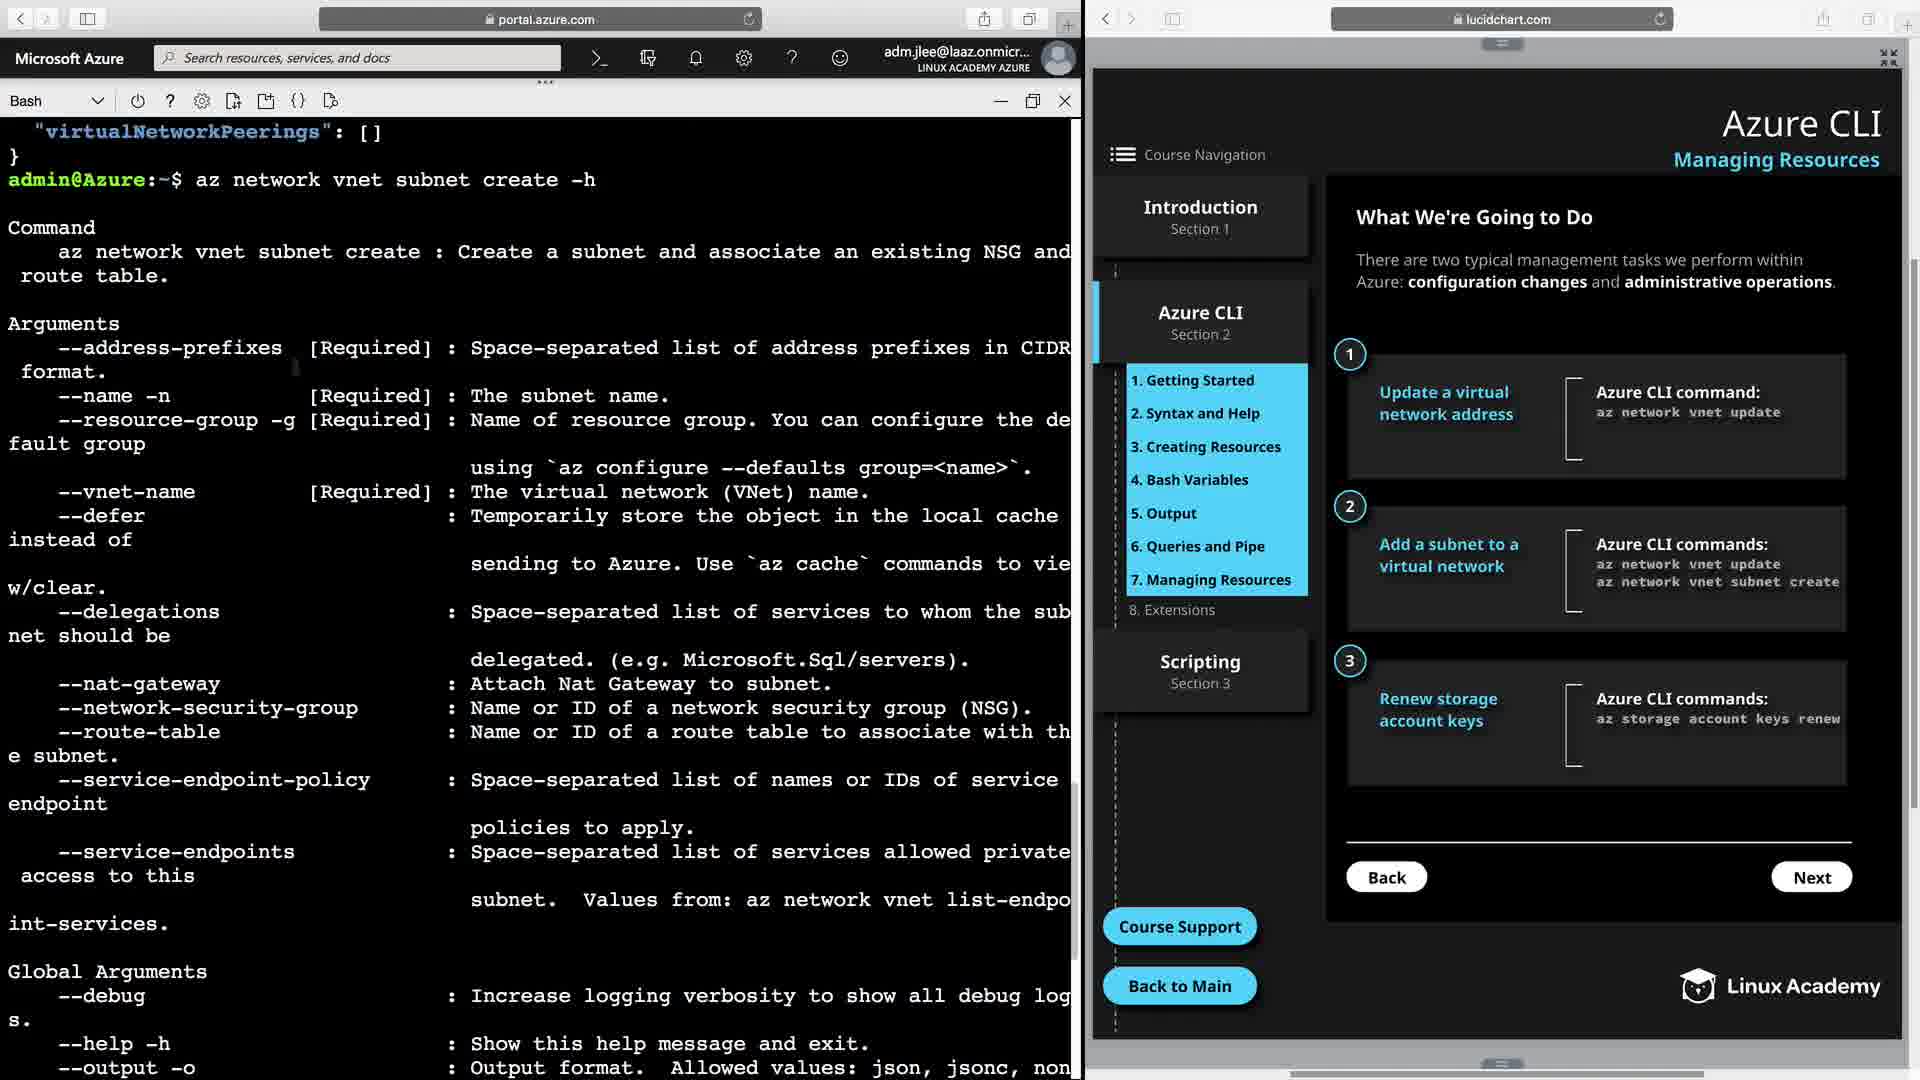 portal.azure.com
Microsoft Azure
Search resources, services, and docs
adm.jlee@laaz.onmicr...
LINUX ACADEMY AZURE
Bash
"virtualNetworkPeerings": []
}
admin@Azure:~$ az network vnet subnet create -h
Command
az network vnet subnet create : Create a subnet and associate an existing NSG and
route table.
Arguments
--address-prefixes [Required] : Space-separated list of address prefixes in CIDR
format.
--name -n [Required] : The subnet name.
--resource-group -g [Required] : Name of resource group. You can configure the de
fault group
using `az configure --defaults group=<name>`.
--vnet-name [Required] : The virtual network (VNet) name.
--defer : Temporarily store the object in the local cache
instead of
sending to Azure. Use `az cache` commands to vie
w/clear.
--delegations : Space-separated list of services to whom the sub
net should be
delegated. (e.g. Microsoft.Sql/servers).
--nat-gateway : Attach Nat Gateway to subnet.
--network-security-group : Name or ID of a network security group (NSG).
--route-table : Name or ID of a route table to associate with th
e subnet.
--service-endpoint-policy : Space-separated list of names or IDs of service
endpoint
policies to apply.
--service-endpoints : Space-separated list of services allowed private
access to this
subnet. Values from: az network vnet list-endpo
int-services.
Global Arguments
--debug : Increase logging verbosity to show all debug log
s.
--help -h : Show this help message and exit.
--output -o : Output format. Allowed values: json, jsonc, non
lucidchart.com
Azure CLI
Managing Resources
Course Navigation
Introduction
Section 1
Azure CLI
Section 2
1. Getting Started
2. Syntax and Help
3. Creating Resources
4. Bash Variables
5. Output
6. Queries and Pipe
7. Managing Resources
8. Extensions
Scripting
Section 3
Course Support
Back to Main
What We're Going to Do
There are two typical management tasks we perform within
Azure: configuration changes and administrative operations.
1
Update a virtual
network address
Azure CLI command:
az network vnet update
2
Add a subnet to a
virtual network
Azure CLI commands:
az network vnet update
az network vnet subnet create
3
Renew storage
account keys
Azure CLI commands:
az storage account keys renew
Back
Next
Linux Academy